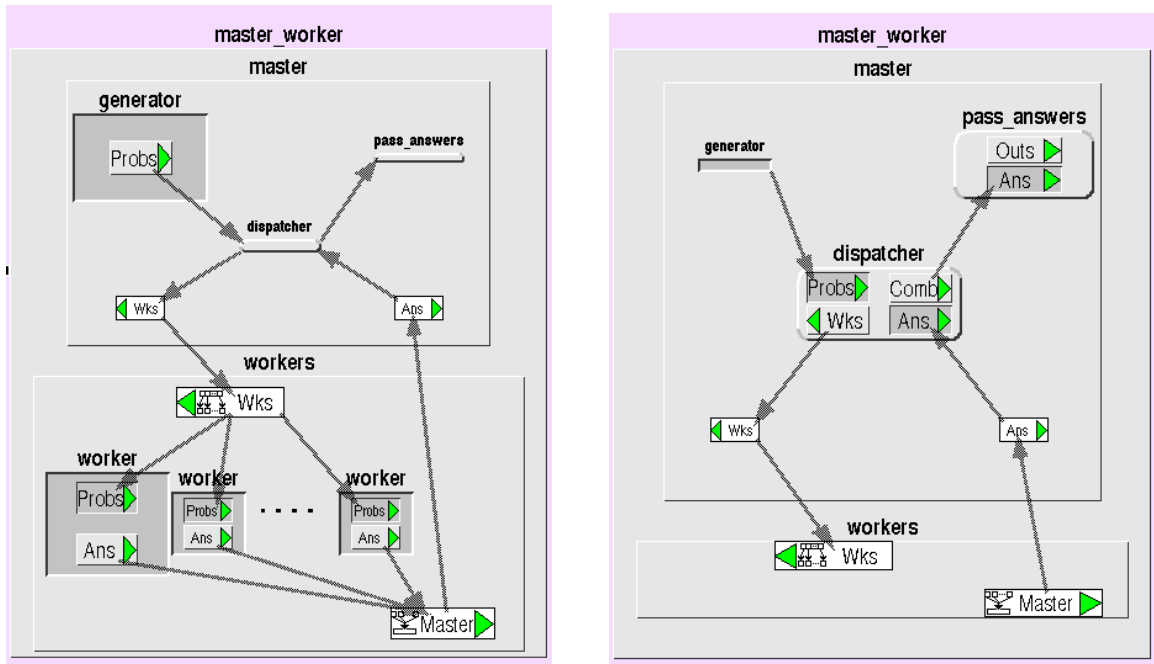 master_worker
master
generator
Probs
pass_answers
dispatcher
Wks
Ans
workers
Wks
worker
Probs
Ans
worker
Probs
Ans
worker
Probs
Ans
Master
master_worker
master
generator
pass_answers
Outs
Ans
dispatcher
Probs Comb
Wks Ans
Wks
Ans
workers
Wks
Master